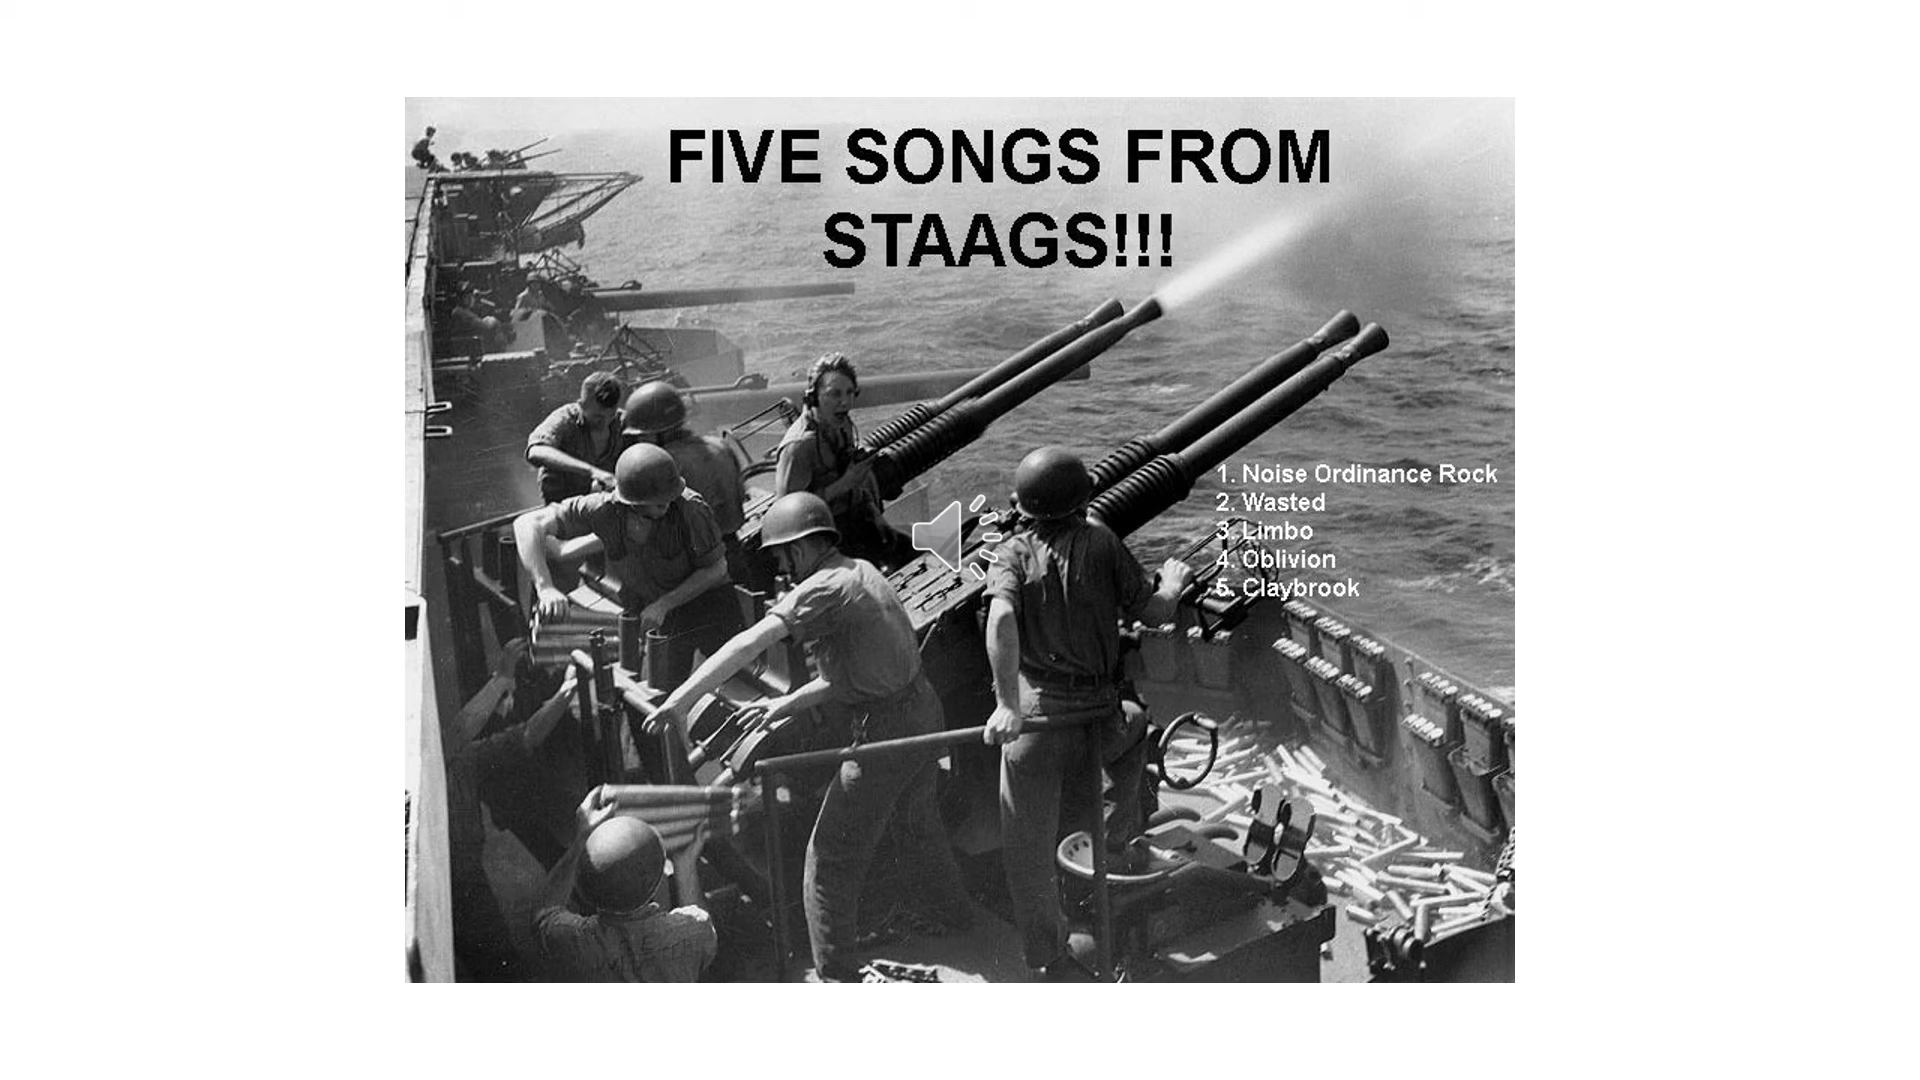 FIVE SONGS FROM
STAAGS!!!
1. Noise Ordinance Rock
2. Wasted
3. Limbo
4. Oblivion
5. Claybrook